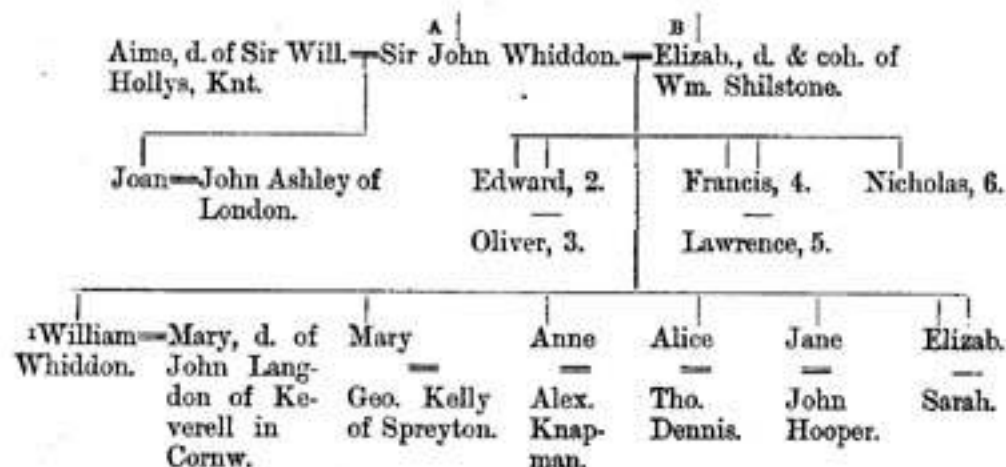 A B
Aime, d. of Sir Will. Sir John Whiddon. Elizab., d. & coh. of
Hollys, Knt. Wm. Shilstone.
Joan John Ashley of Edward, 2. Francis, 4. Nicholas, 6.
London.
Oliver, 3. Lawrence, 5.
1William Mary, d. of Mary Anne Alice Jane Elizab.
Whiddon. John Lang- Geo. Kelly Alex. Tho. John Sarah.
don of Ke- of Spreyton. Knap- Dennis. Hooper.
verell in man.
Cornw.